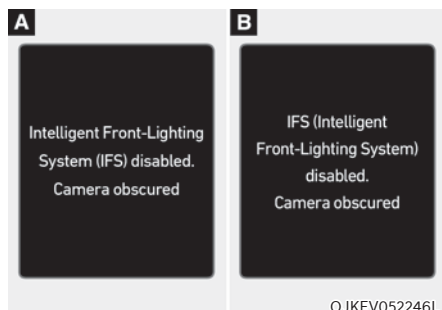 A
Intelligent Front-Lighting
System (IFS) disabled.
Camera obscured
B
IFS (Intelligent
Front-Lighting System)
disabled.
Camera obscured
OJKEV052246L